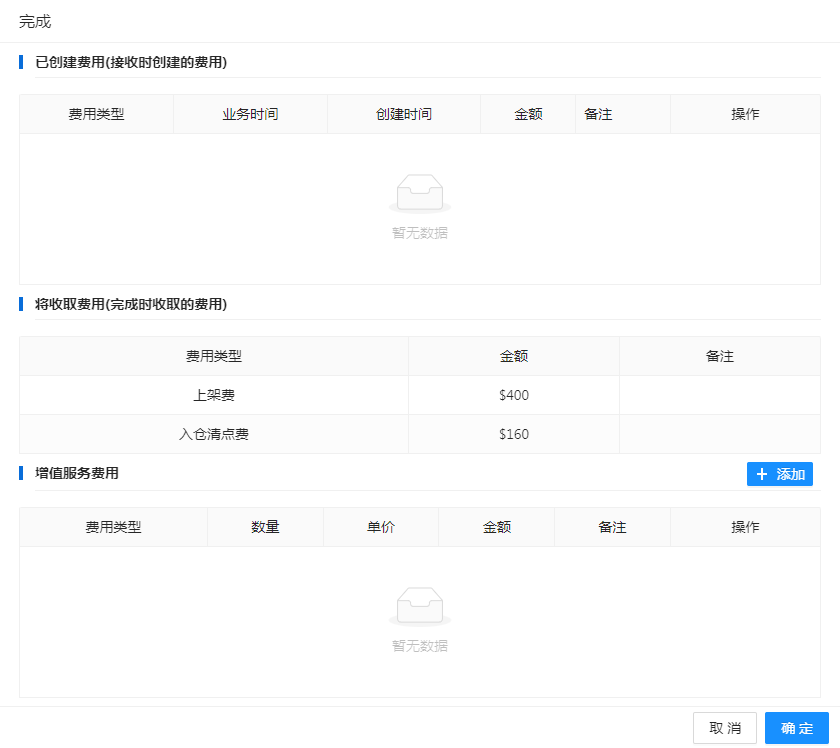 完成
已创建费用(接收时创建的费用)
费用类型 业务时间 创建时间 金额 备注 操作
暂无数据
将收取费用(完成时收取的费用)
费用类型 金额 备注
上架费 $400
入仓清点费 $160
增值服务费用
+ 添加
费用类型 数量 单价 金额 备注 操作
暂无数据
取 消 确 定